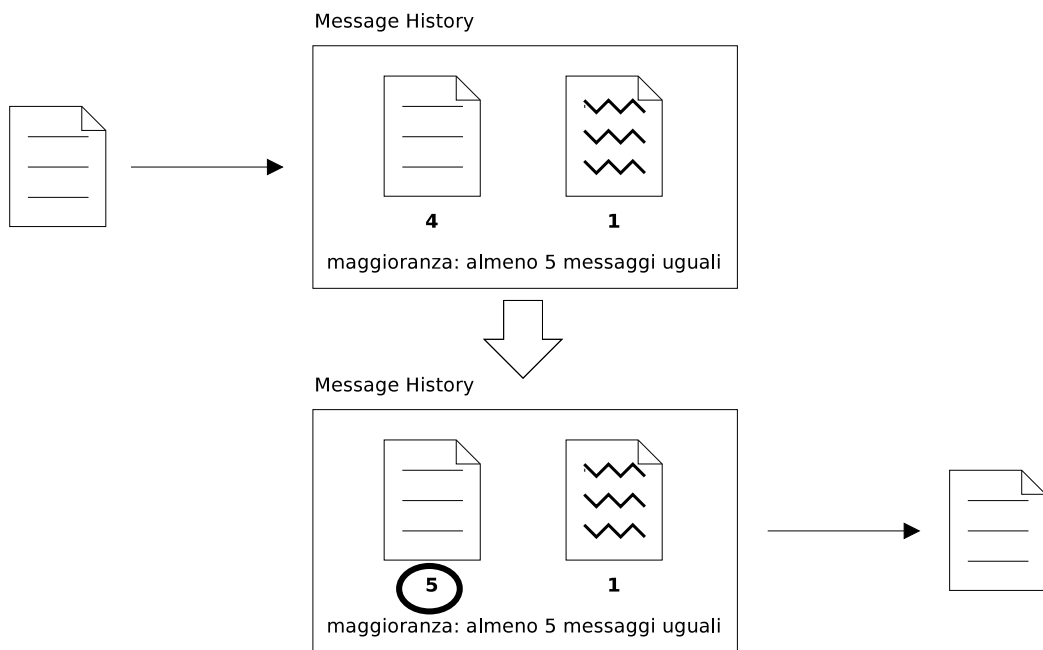 Message History
4 1
maggioranza: almeno 5 messaggi uguali
Message History
5 1
maggioranza: almeno 5 messaggi uguali